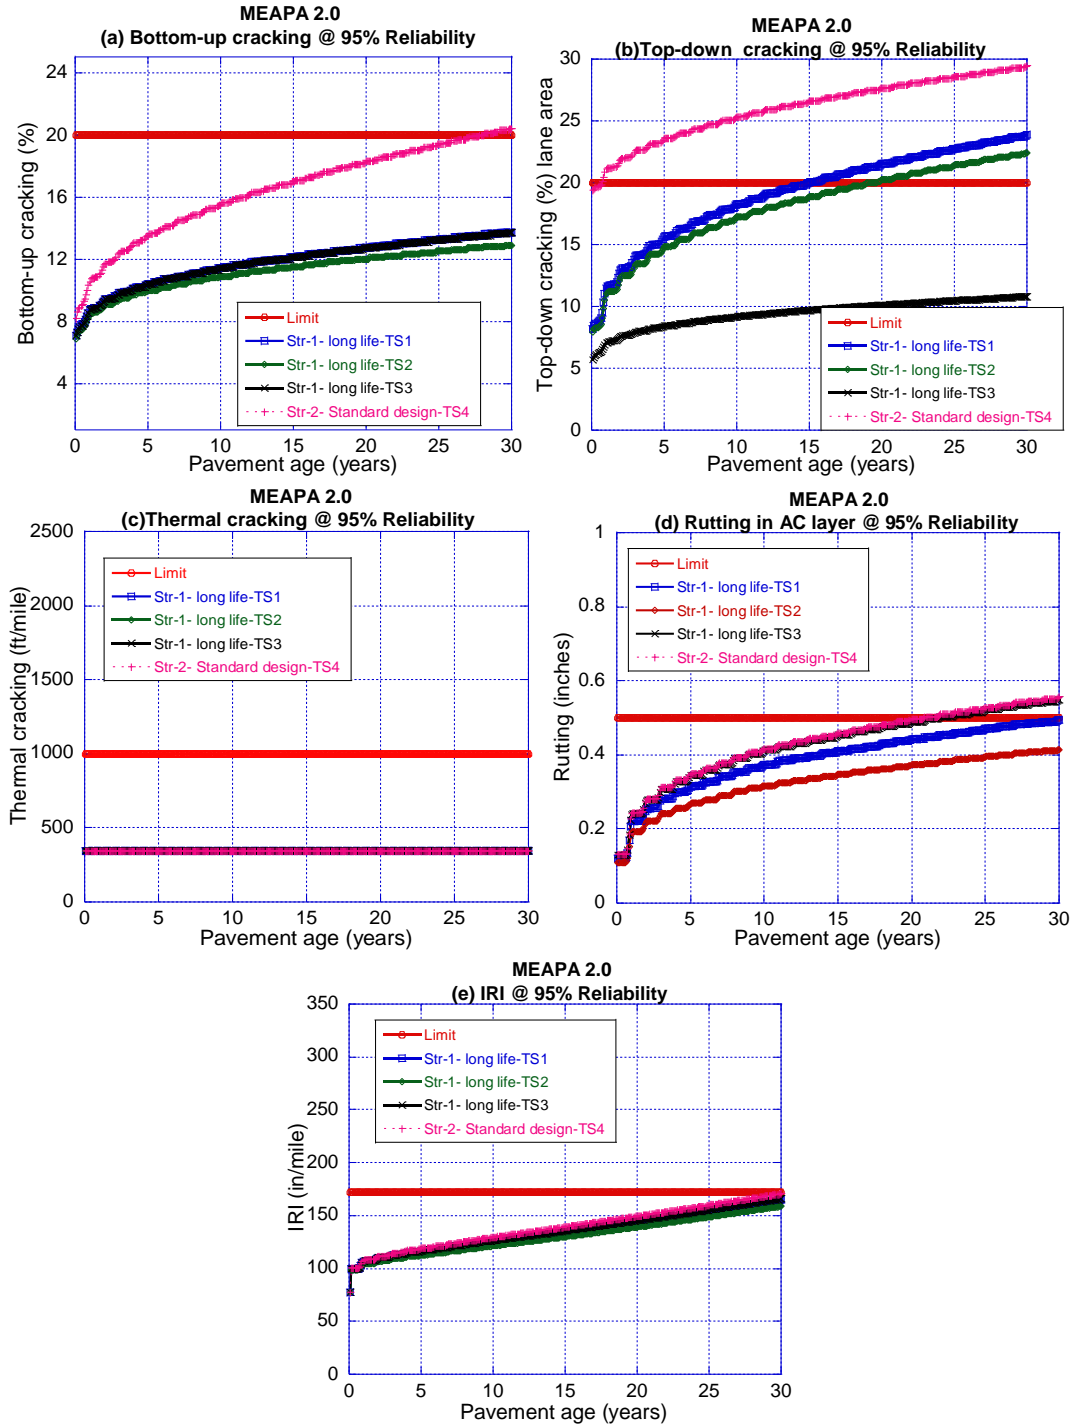 MEAPA 2.0
(a) Bottom-up cracking @ 95% Reliability
24
20
16
12
8
4
Bottom-up cracking (%)
Limit
Str-1- long life-TS1
Str-1- long life-TS2
Str-1- long life-TS3
Str-2- Standard design-TS4
0 5 10 15 20 25 30
Pavement age (years)
MEAPA 2.0
(b)Top-down cracking @ 95% Reliability
30
25
20
15
10
5
0
Top-down cracking (%) lane area
Limit
Str-1- long life-TS1
Str-1- long life-TS2
Str-1- long life-TS3
Str-2- Standard design-TS4
0 5 10 15 20 25 30
Pavement age (years)
MEAPA 2.0
(c)Thermal cracking @ 95% Reliability
2500
2000
1500
1000
500
0
Thermal cracking (ft/mile)
Limit
Str-1- long life-TS1
Str-1- long life-TS2
Str-1- long life-TS3
Str-2- Standard design-TS4
0 5 10 15 20 25 30
Pavement age (years)
MEAPA 2.0
(d) Rutting in AC layer @ 95% Reliability
1
0.8
0.6
0.4
0.2
0
Rutting (inches)
Limit
Str-1- long life-TS1
Str-1- long life-TS2
Str-1- long life-TS3
Str-2- Standard design-TS4
0 5 10 15 20 25 30
Pavement age (years)
MEAPA 2.0
(e) IRI @ 95% Reliability
350
300
250
200
150
100
50
0
IRI (in/mile)
Limit
Str-1- long life-TS1
Str-1- long life-TS2
Str-1- long life-TS3
Str-2- Standard design-TS4
0 5 10 15 20 25 30
Pavement age (years)